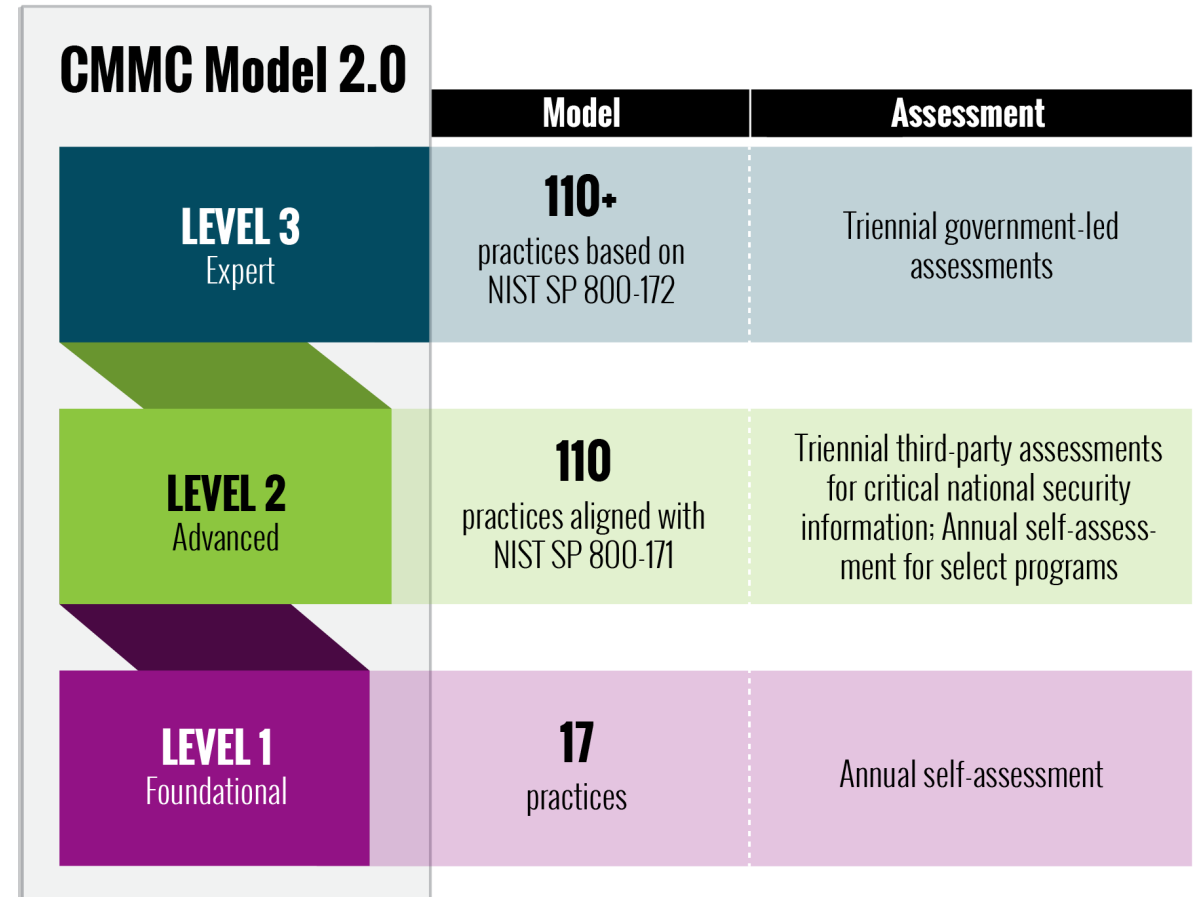 CMMC Model 2.0
Model
Assessment
LEVEL 3
Expert
110+
practices based on
NIST SP 800-172
Triennial government-led
assessments
LEVEL 2
Advanced
110
practices aligned with
NIST SP 800-171
Triennial third-party assessments
for critical national security
information; Annual self-assess-
ment for select programs
LEVEL 1
Foundational
17
practices
Annual self-assessment